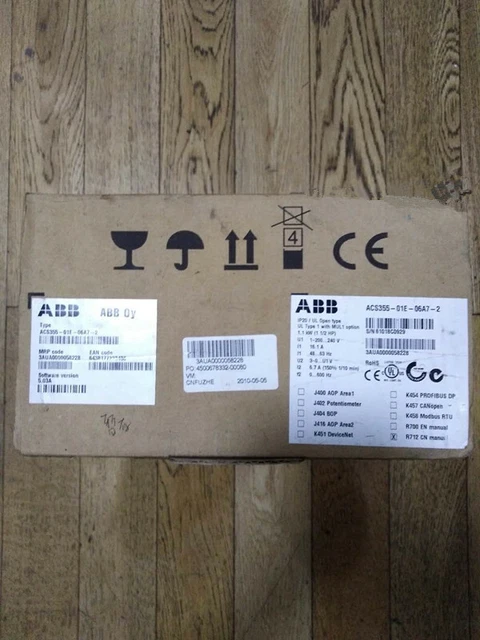 4
CE
ABB
ABB Oy
Type
ACS355-01E-06A7-2
MRP code
EAN code
3AUA0000058228
Software version
5.03A
3AUA0000058228
PO:
VM:
CNFUZHE
2010-05-05
ABB
ACS355-01E-06A7-2
IP20 / UL Open type
UL Type 1 with MUL1 option
1.1 kW (1 1/2 HP)
U1 1~200...240 V
I1 16.1 A
f1 48...63 Hz
U2 0...U1 V
I2 6.7 A (150% 1/10 min)
f2 0...600 Hz
3AUA0000058228
RoHS
CE
UL
J400 AOP Area1
J402 Potentiometer
J404 BOP
J416 AOP Area2
K451 DeviceNet
K454 PROFIBUS DP
K457 CANopen
K458 Modbus RTU
R700 EN manual
R712 CN manual